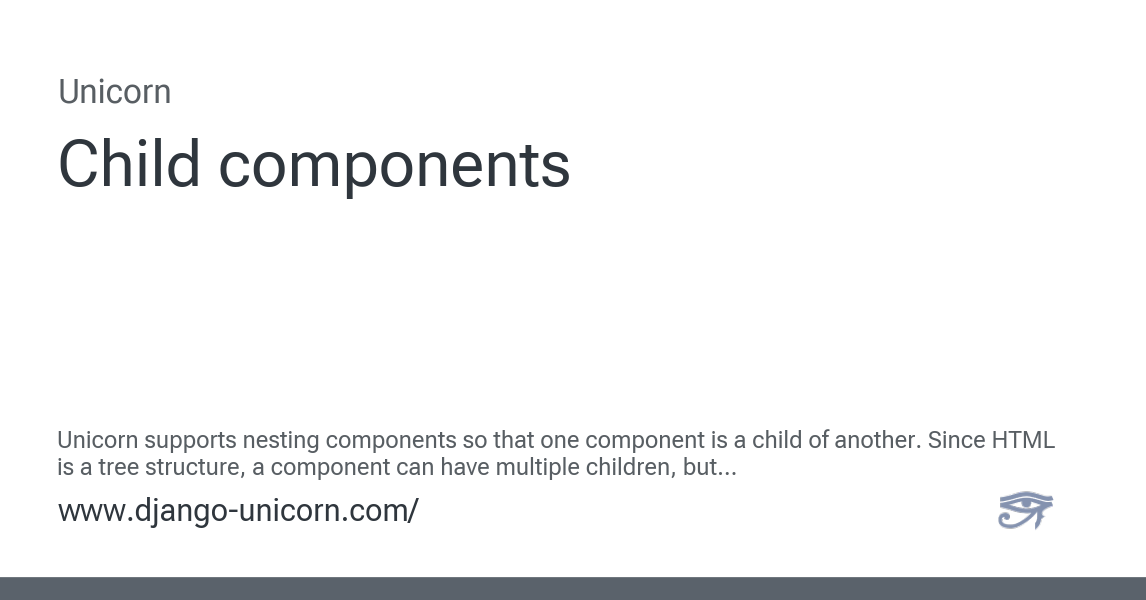 Unicorn
Child components
Unicorn supports nesting components so that one component is a child of another. Since HTML
is a tree structure, a component can have multiple children, but...
www.django-unicorn.com/